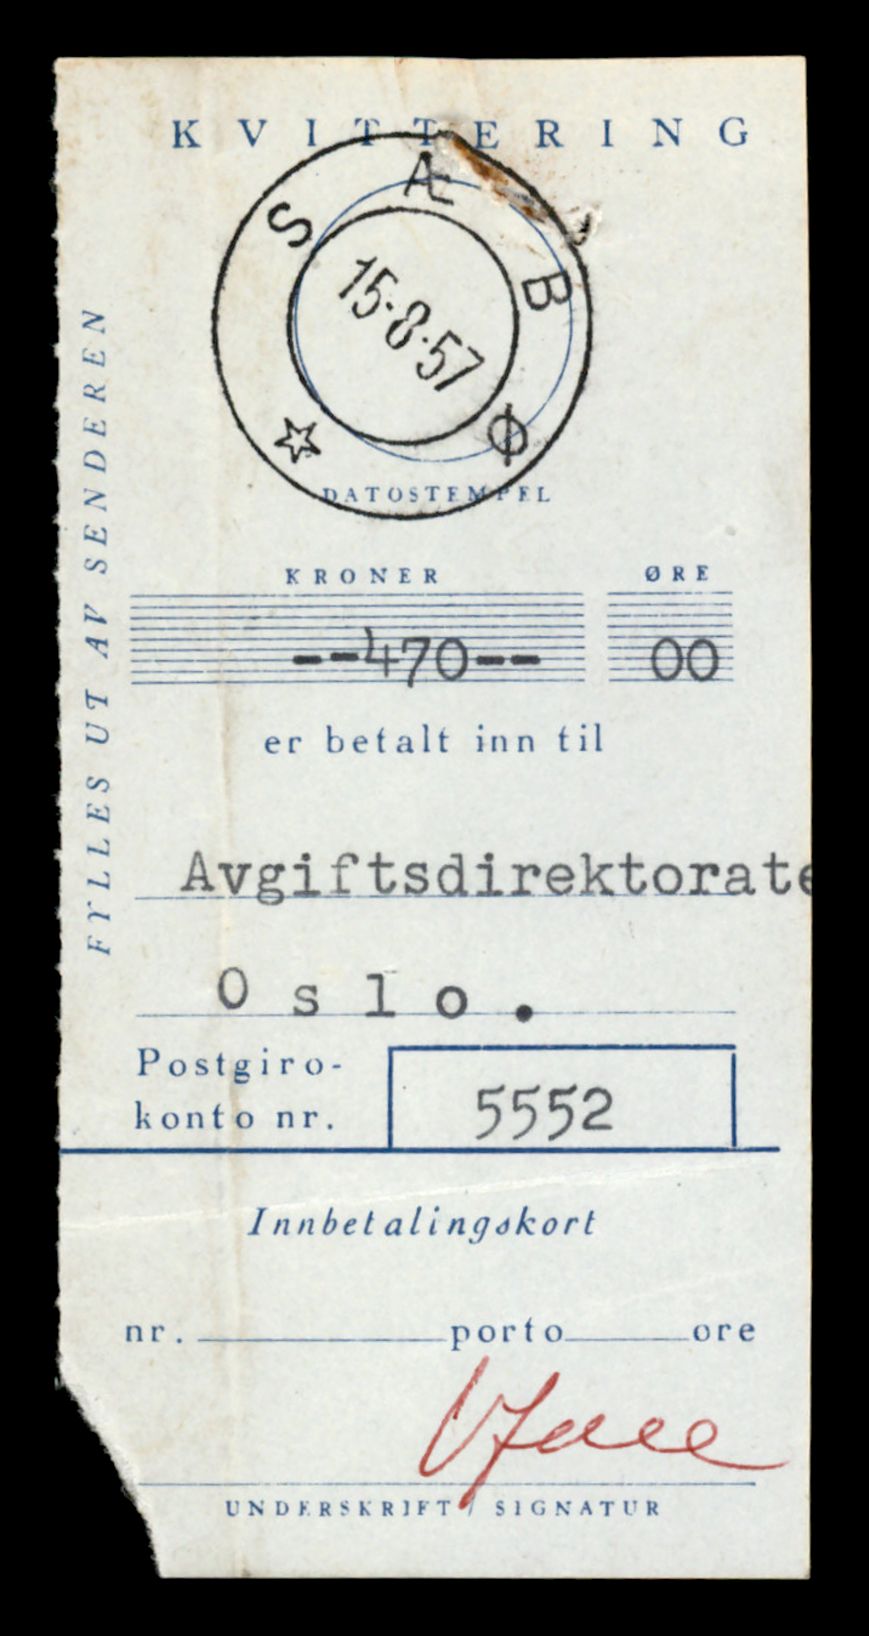 KVITTERING
SÆBØ
15-8-57
DATOSTEMPEL
FYLLES UT AV SENDEREN
KRONER ØRE
--470-- 00
er betalt inn til
Avgiftsdirektorate
Oslo.
Postgiro-
konto nr. 5552
Innbetalingskort
nr. porto øre
UNDERSKRIFT / SIGNATUR